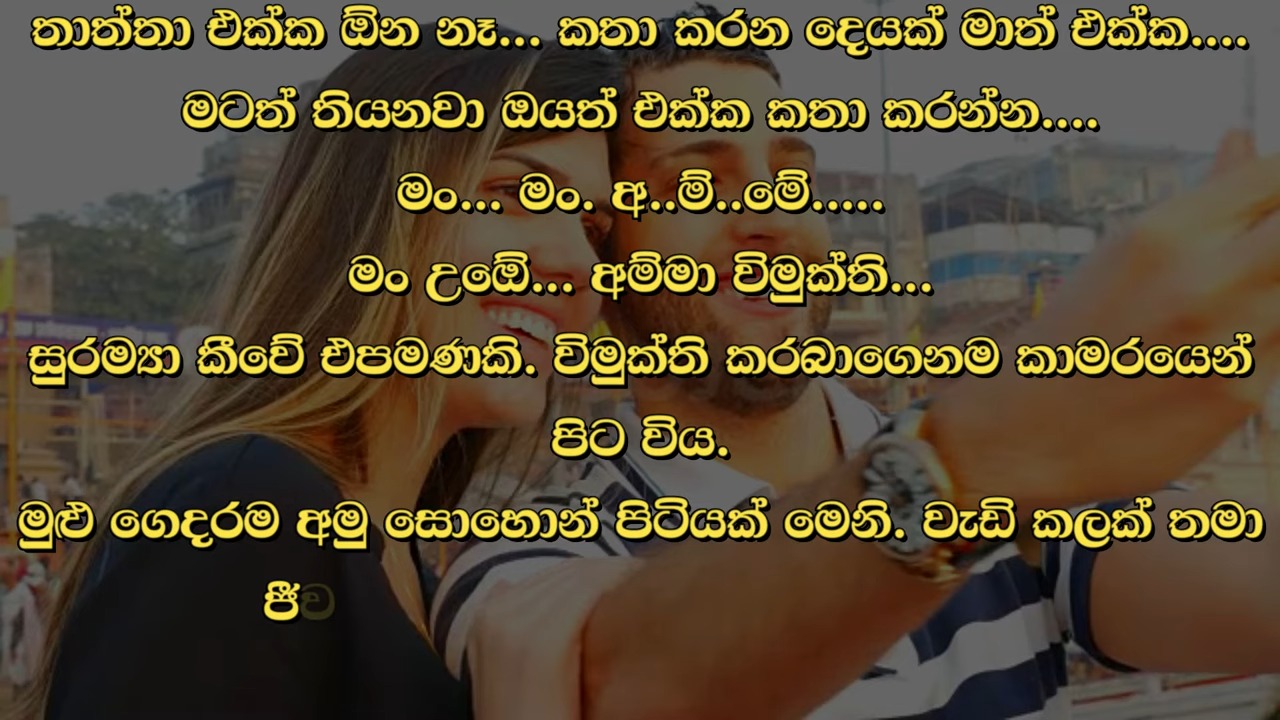 තාත්තා එක්ක ඕන නෑ... කතා කරන දෙයක් මාත් එක්ක....
මටත් තියනවා ඔයත් එක්ක කතා කරන්න....
මං... මං. අ..ම්..මේ.....
මං උඹේ... අම්මා විමුක්ති...
සුරම්‍යා කීවේ එපමණකි. විමුක්ති කරබාගෙනම කාමරයෙන්
පිට විය.
මුළු ගෙදරම අමු සොහොන් පිටියක් මෙනි. වැඩි කලක් තමා
ජීව